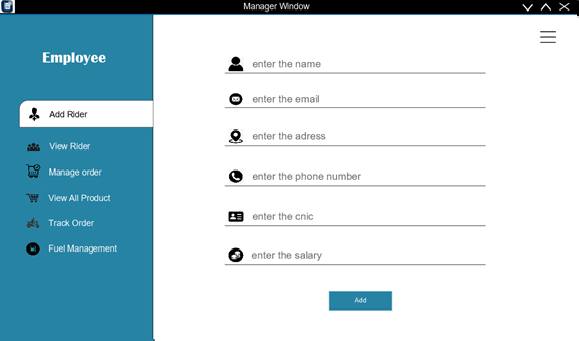 Manager Window
Employee
Add Rider
View Rider
Manage order
View All Product
Track Order
Fuel Management
enter the name
enter the email
enter the adress
enter the phone number
enter the cnic
enter the salary
Add